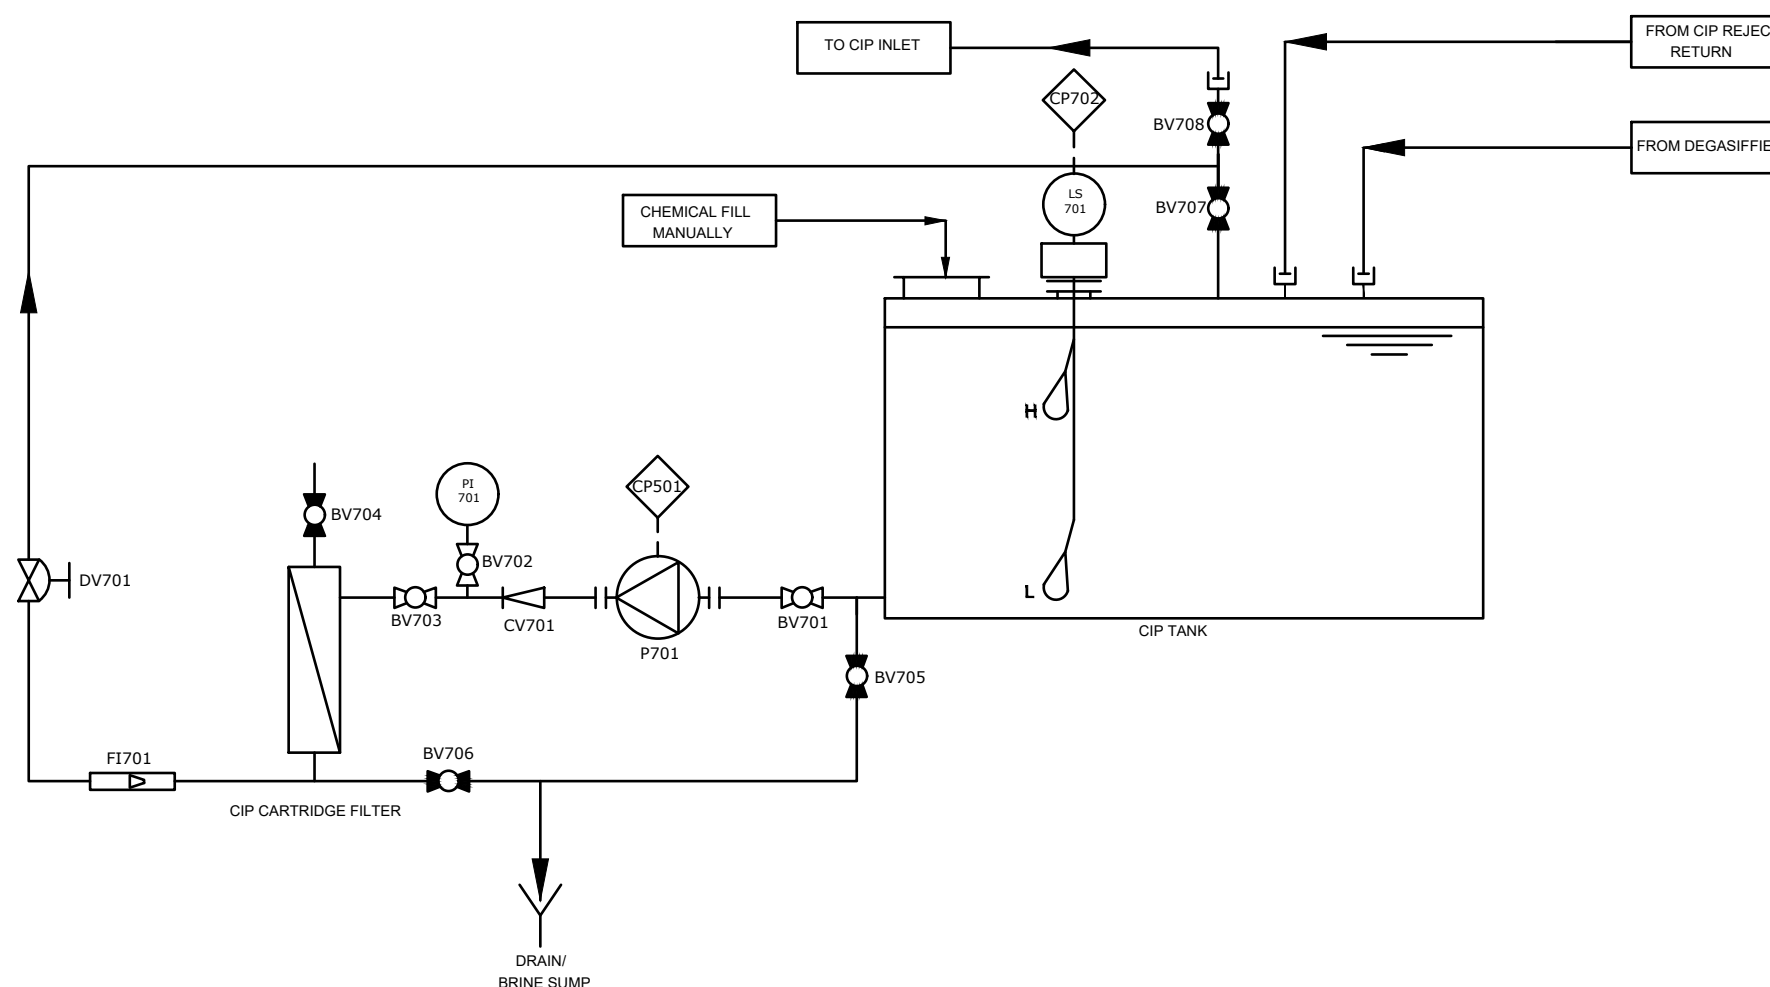 FROM CIP REJEC
RETURN
TO CIP INLET
CP702
BV708
FROM DEGASIFFIE
LS
701
BV707
CHEMICAL FILL
MANUALLY
H
PI
701
CP501
BV704
BV702
DV701
L
BV703
CV701
BV701
CIP TANK
P701
BV705
BV706
FI701
CIP CARTRIDGE FILTER
DRAIN/
BRINE SUMP